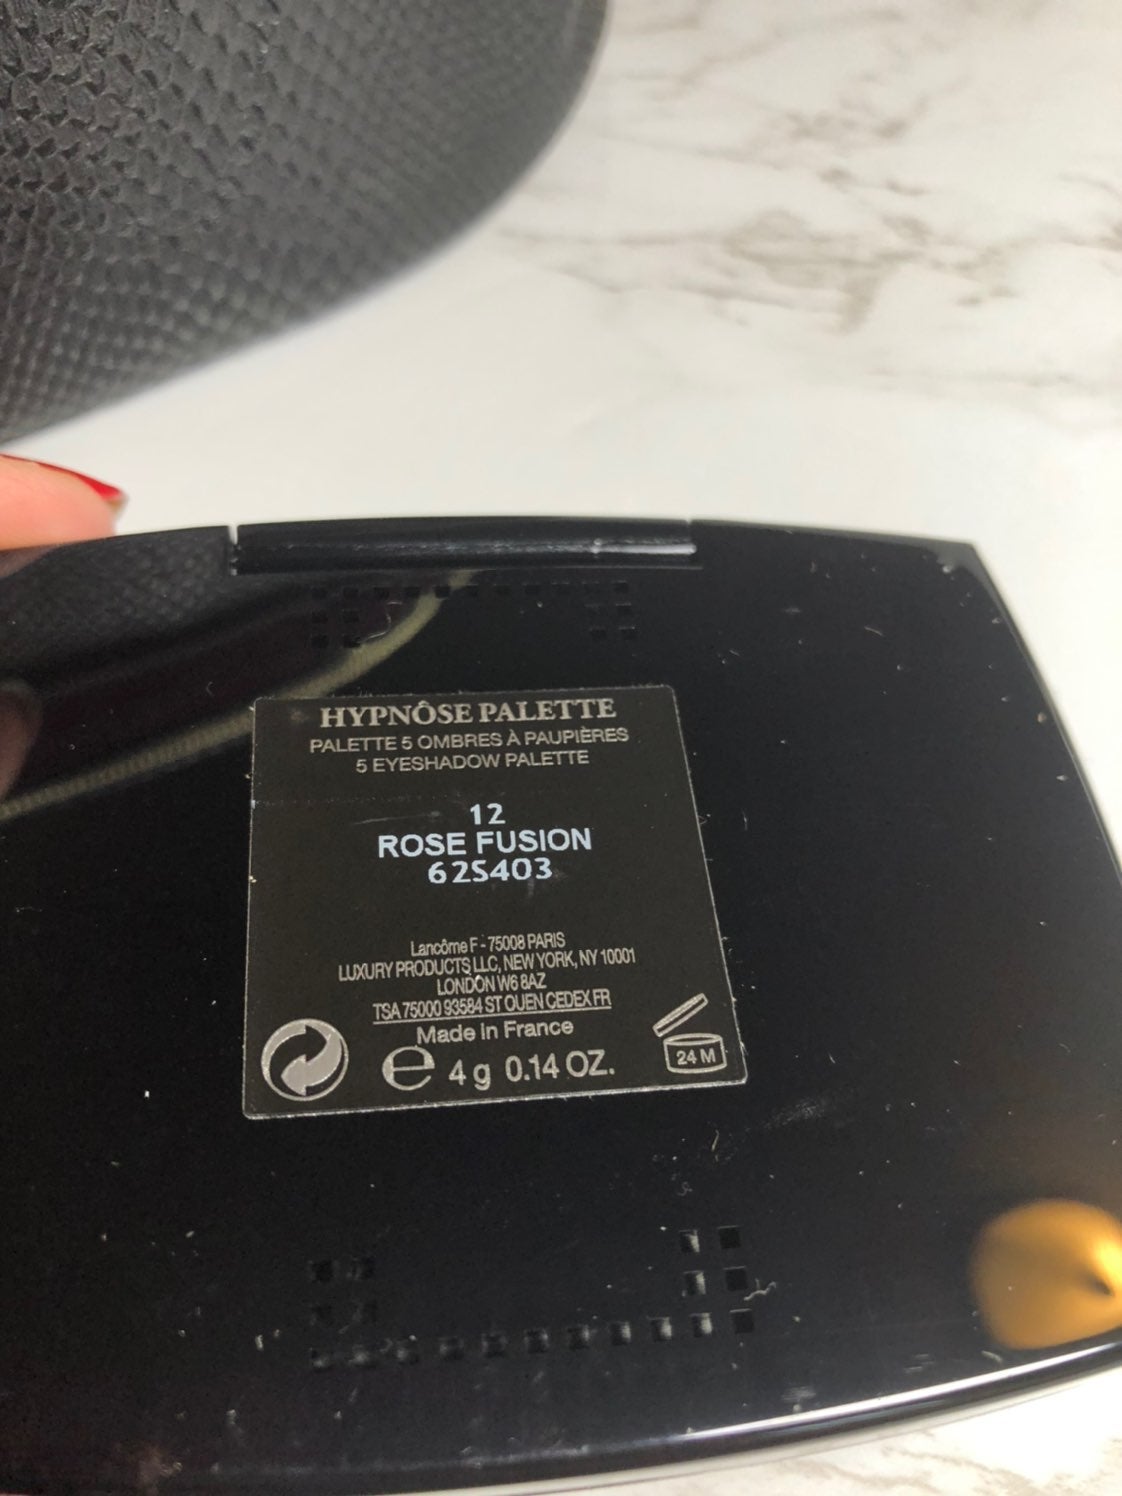 HYPNÔSE PALETTE
PALETTE 5 OMBRES À PAUPIÈRES
5 EYESHADOW PALETTE
12
ROSE FUSION
62S403
Lancôme F - 75008 PARIS
LUXURY PRODUCTS LLC, NEW YORK, NY 10001
LONDON W6 8AZ
TSA 75000 93584 ST OUEN CEDEX FR
Made in France
e 4 g 0.14 OZ.
24 M